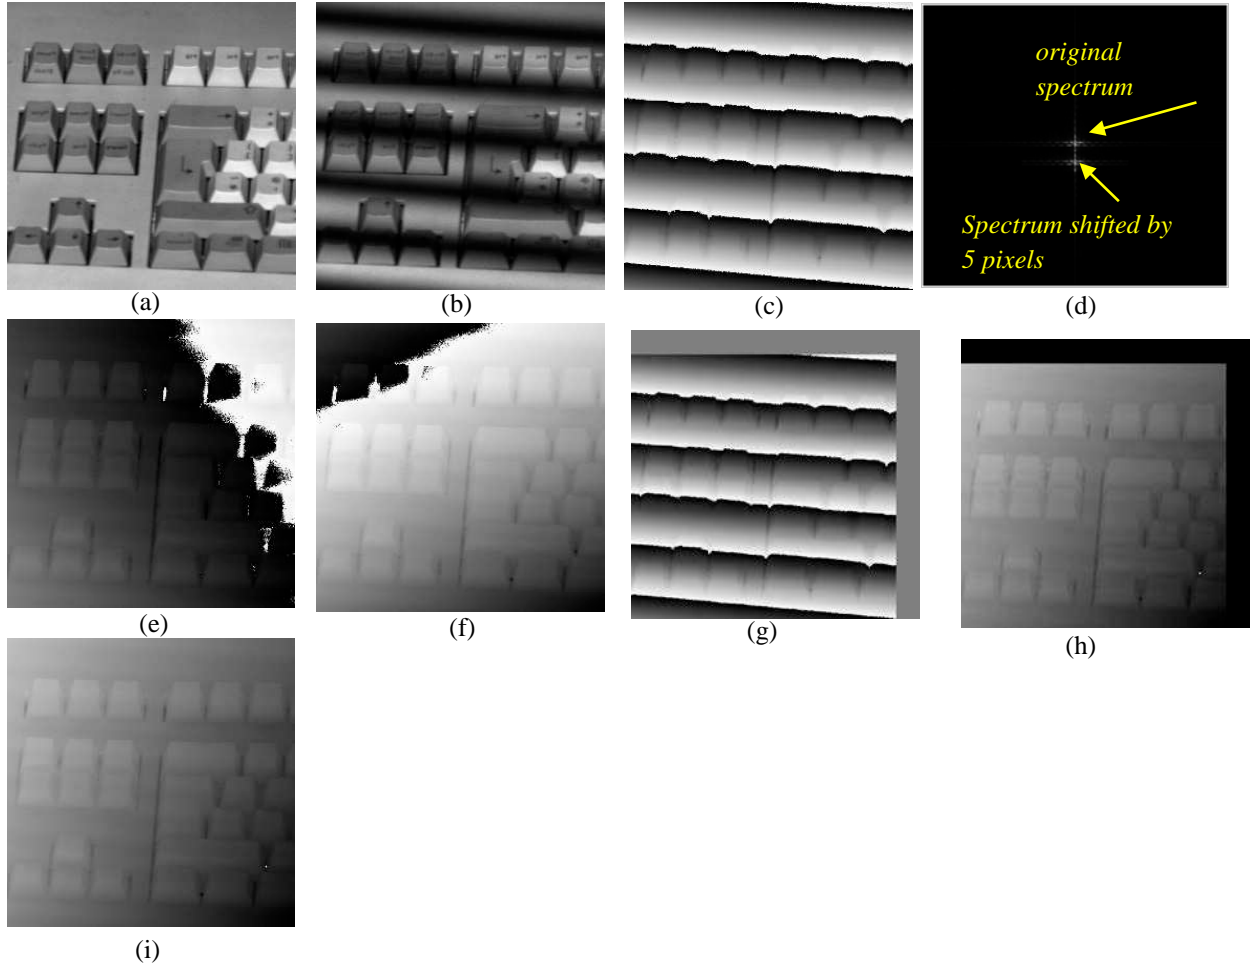 original
spectrum
Spectrum shifted by
5 pixels
(a)
(b)
(c)
(d)
(e)
(f)
(g)
(h)
(i)